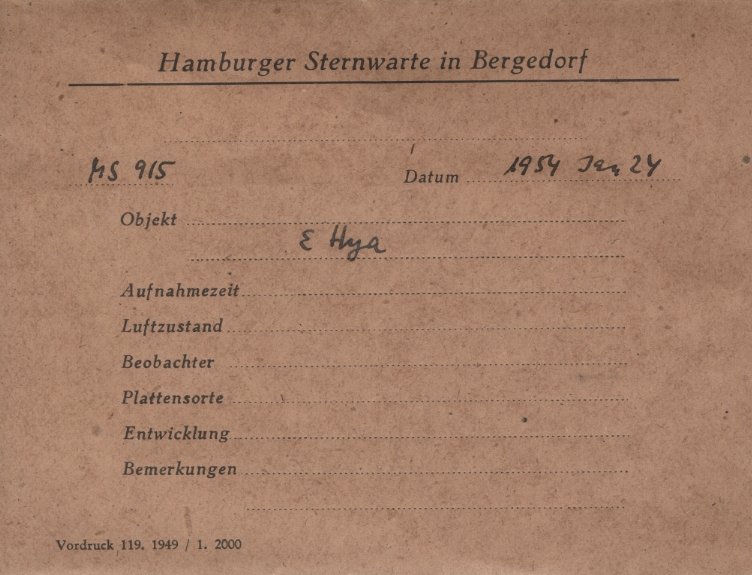 Hamburger Sternwarte in Bergedorf
MS 915 Datum 1954 Jan 24
Objekt
ε Hya
Aufnahmezeit
Luftzustand
Beobachter
Plattensorte
Entwicklung
Bemerkungen
Vordruck 119. 1949 / 1. 2000